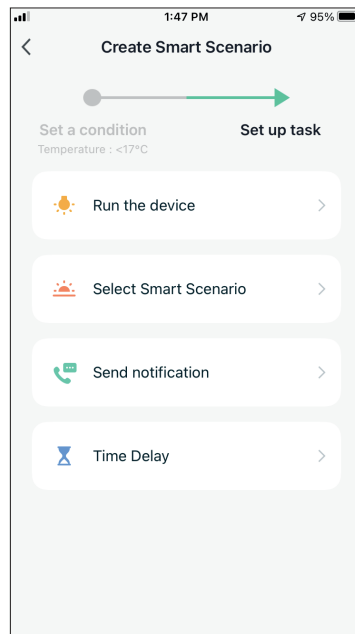 1:47 PM
95%
Create Smart Scenario
Set a condition
Set up task
Temperature : <17°C
Run the device
Select Smart Scenario
Send notification
Time Delay